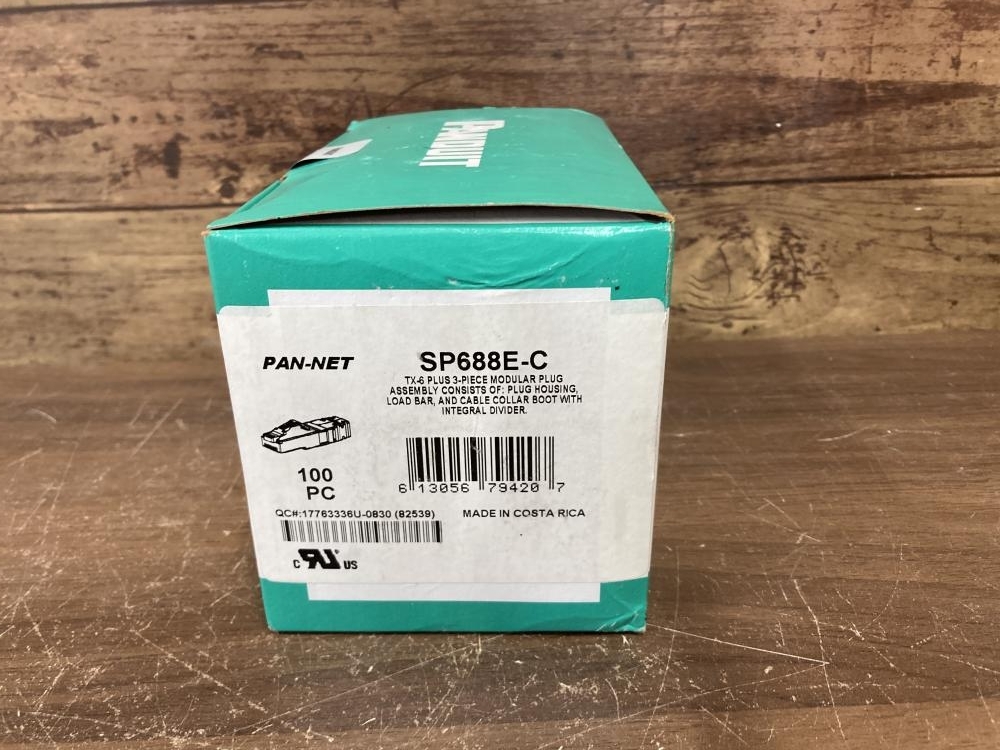 PANDUIT
PAN-NET
SP688E-C
TX-6 PLUS 3-PIECE MODULAR PLUG
ASSEMBLY CONSISTS OF: PLUG HOUSING,
LOAD BAR, AND CABLE COLLAR BOOT WITH
INTEGRAL DIVIDER.
100
PC
6 13056 79420 7
QC#:17763336U-0830 (82539)
MADE IN COSTA RICA
C RU US